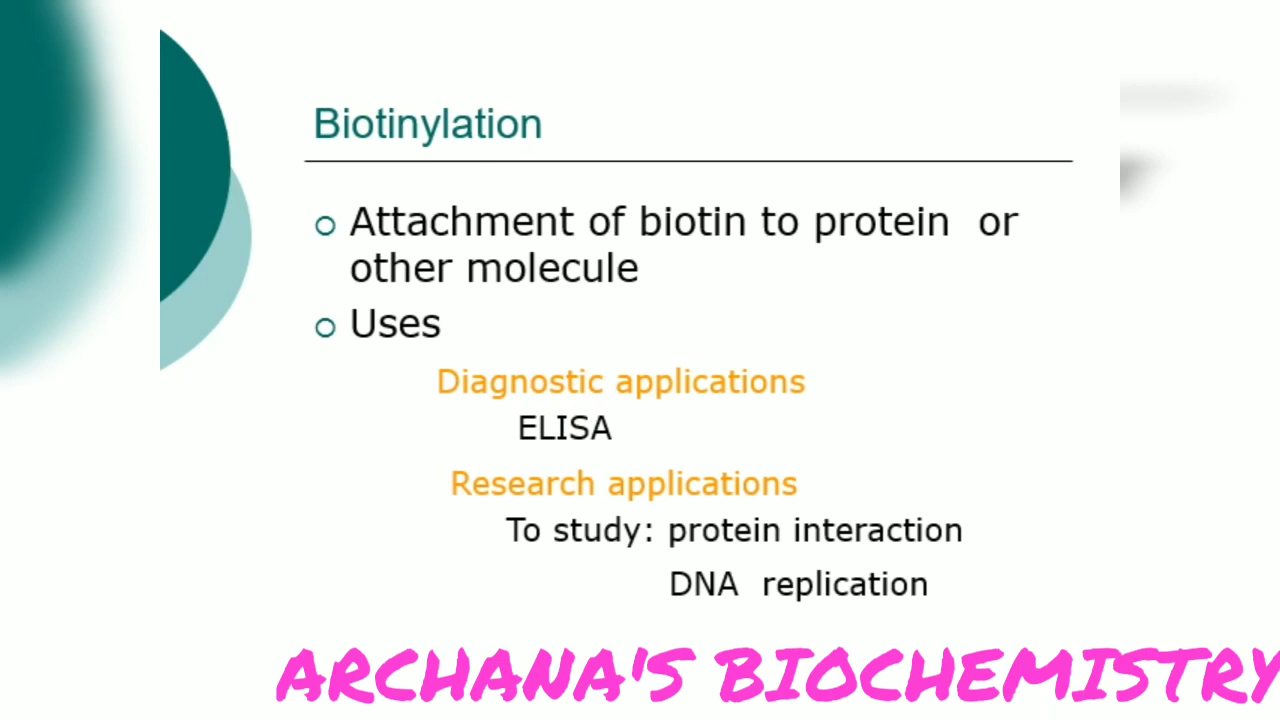 Biotinylation
Attachment of biotin to protein or
other molecule
Uses
Diagnostic applications
ELISA
Research applications
To study: protein interaction
DNA replication
ARCHANA'S BIOCHEMISTRY